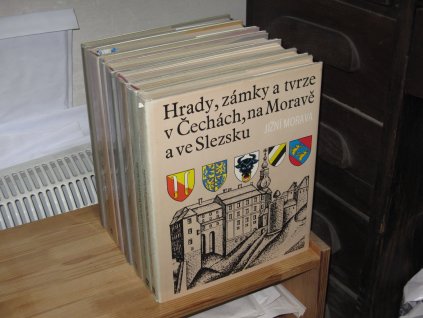 Hrady, zámky a tvrze
v Čechách, na Moravě
a ve Slezsku
JIŽNÍ MORAVA